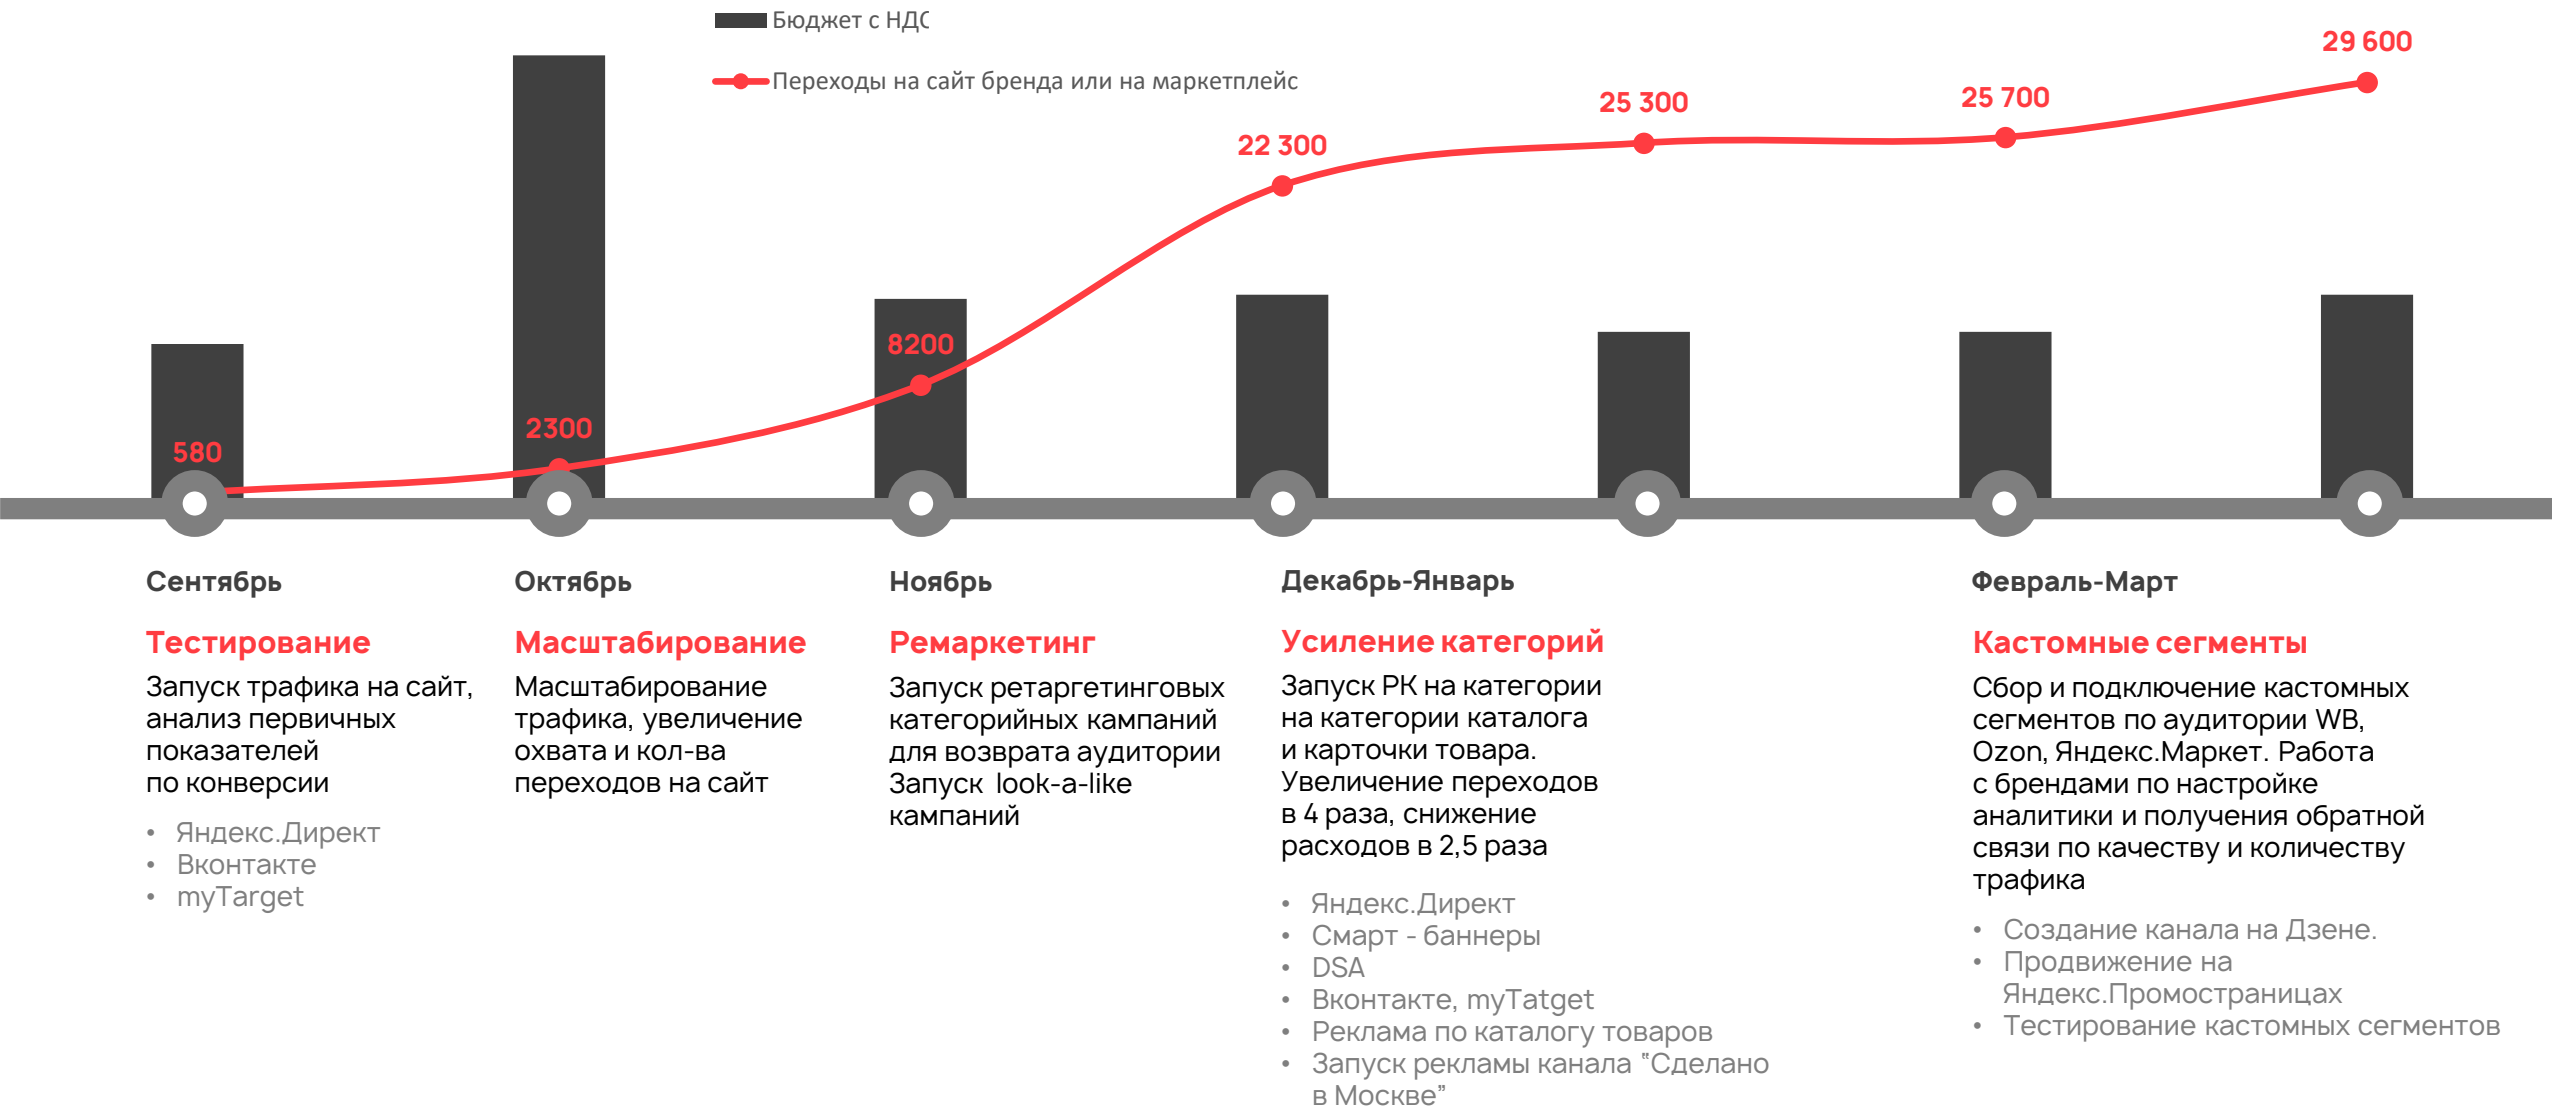 Бюджет с НДС
Переходы на сайт бренда или на маркетплейс
580
2300
8200
22 300
25 300
25 700
29 600
Сентябрь
Тестирование
Запуск трафика на сайт,
анализ первичных
показателей
по конверсии
• Яндекс.Директ
• Вконтакте
• myTarget
Октябрь
Масштабирование
Масштабирование
трафика, увеличение
охвата и кол-ва
переходов на сайт
Ноябрь
Ремаркетинг
Запуск ретаргетинговых
категорийных кампаний
для возврата аудитории
Запуск look-a-like
кампаний
Декабрь-Январь
Усиление категорий
Запуск РК на категории
на категории каталога
и карточки товара.
Увеличение переходов
в 4 раза, снижение
расходов в 2,5 раза
• Яндекс.Директ
• Смарт - баннеры
• DSA
• Вконтакте, myTatget
• Реклама по каталогу товаров
• Запуск рекламы канала “Сделано
в Москве”
Февраль-Март
Кастомные сегменты
Сбор и подключение кастомных
сегментов по аудитории WB,
Ozon, Яндекс.Маркет. Работа
с брендами по настройке
аналитики и получения обратной
связи по качеству и количеству
трафика
• Создание канала на Дзене.
• Продвижение на
Яндекс.Промостраницах
• Тестирование кастомных сегментов